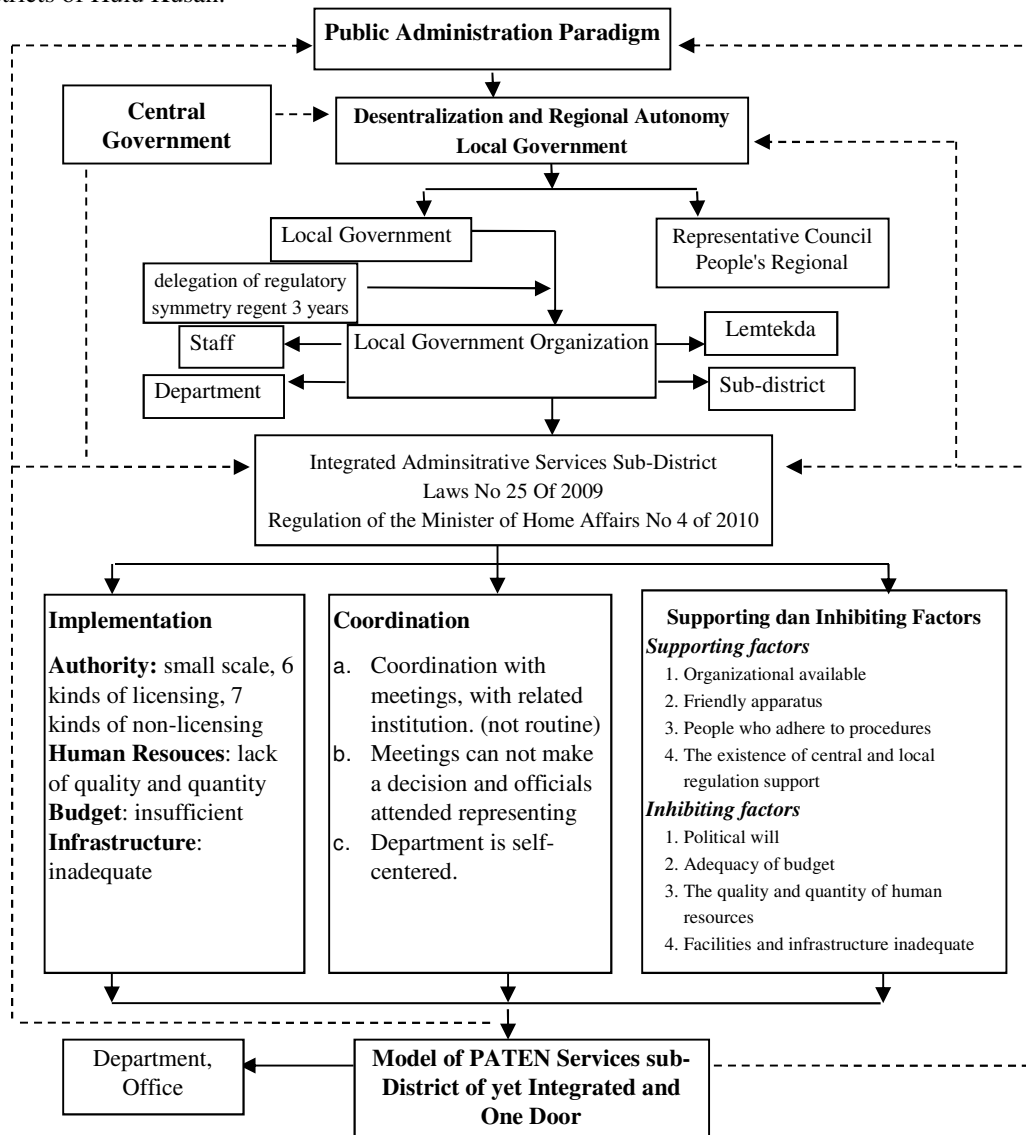 Public Administration Paradigm
Central
Government
Desentralization and Regional Autonomy
Local Government
Local Government
Representative Council
People's Regional
delegation of regulatory
symmetry regent 3 years
Staff
Local Government Organization
Lemtekda
Department
Sub-district
Integrated Adminsitrative Services Sub-District
Laws No 25 Of 2009
Regulation of the Minister of Home Affairs No 4 of 2010
Implementation
Authority: small scale, 6
kinds of licensing, 7
kinds of non-licensing
Human Resouces: lack
of quality and quantity
Budget: insufficient
Infrastructure:
inadequate
Coordination
a. Coordination with
meetings, with related
institution. (not routine)
b. Meetings can not make
a decision and officials
attended representing
c. Department is self-
centered.
Supporting dan Inhibiting Factors
Supporting factors
1. Organizational available
2. Friendly apparatus
3. People who adhere to procedures
4. The existence of central and local
regulation support
Inhibiting factors
1. Political will
2. Adequacy of budget
3. The quality and quantity of human
resources
4. Facilities and infrastructure inadequate
Department,
Office
Model of PATEN Services sub-
District of yet Integrated and
One Door